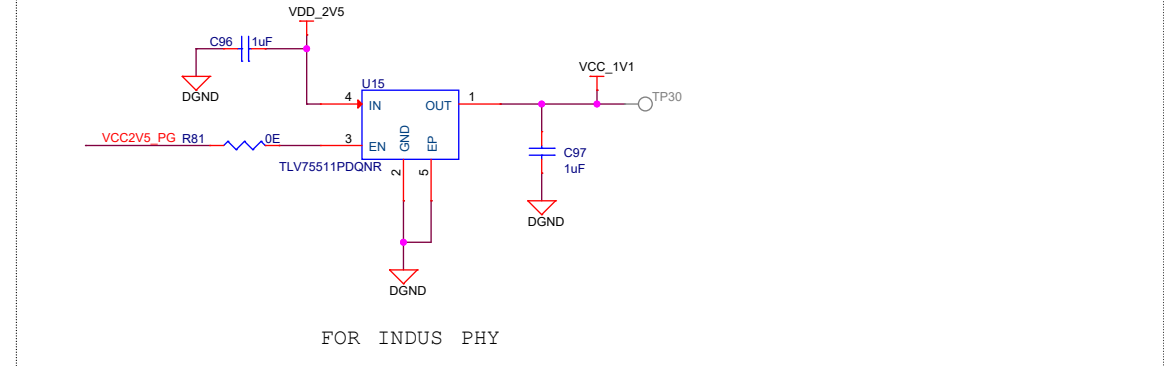 VDD_2V5
C96 1uF
VCC_1V1
DGND
U15
TP30
4 IN OUT 1
VCC2V5_PG R81 0E 3 EN GND EP
C97
1uF
TLV75511PDQNR
2 5
DGND
DGND
FOR INDUS PHY